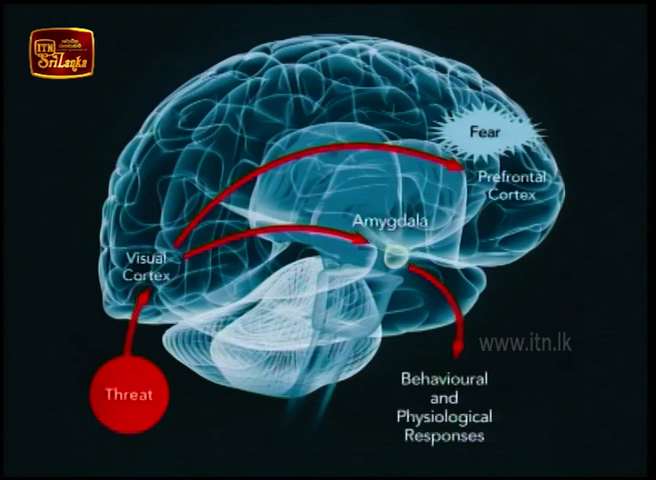 ITN
SriLanka
Fear
Prefrontal
Cortex
Amygdala
Visual
Cortex
www.itn.lk
Threat
Behavioural
and
Physiological
Responses